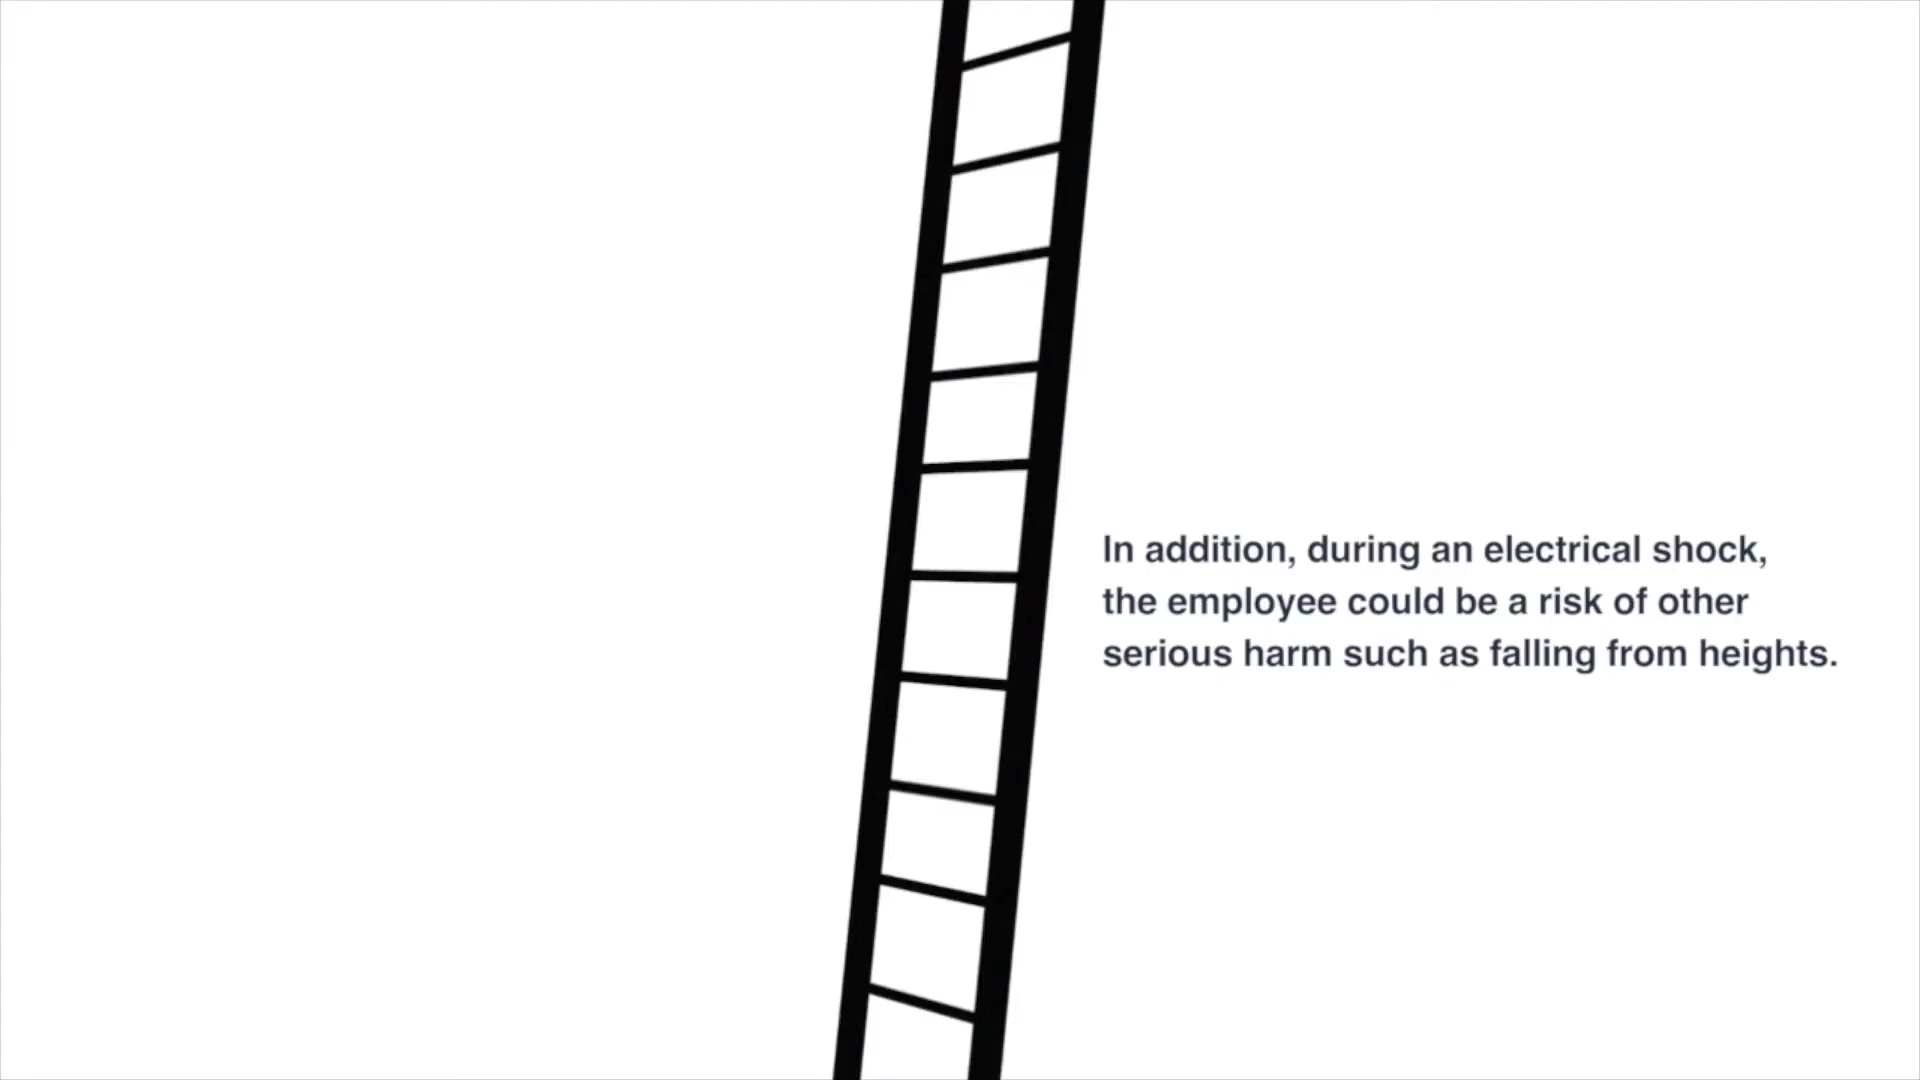 In addition, during an electrical shock,
the employee could be a risk of other
serious harm such as falling from heights.